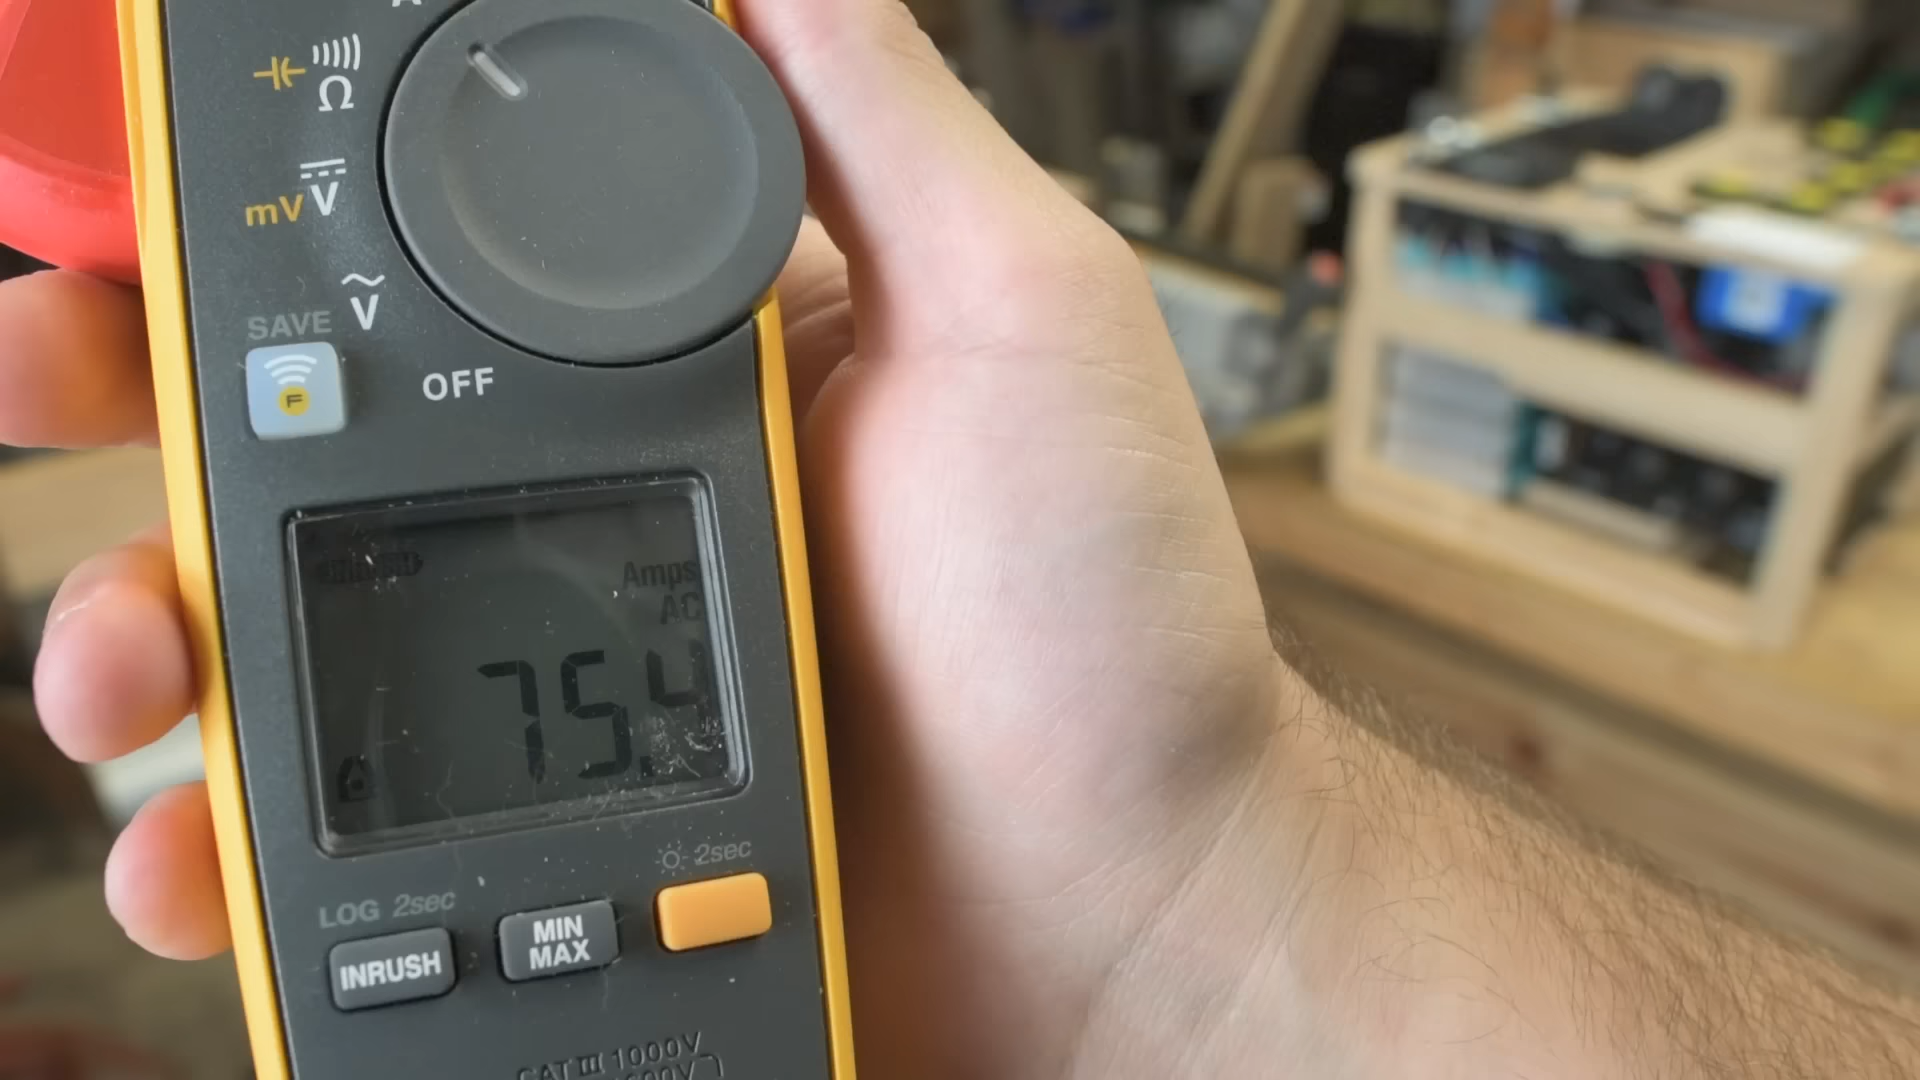 A
Ω
mV V
V
SAVE
F
OFF
Amps
AC
75.4
2sec
LOG 2sec
MIN
MAX
INRUSH
CAT III 1000V